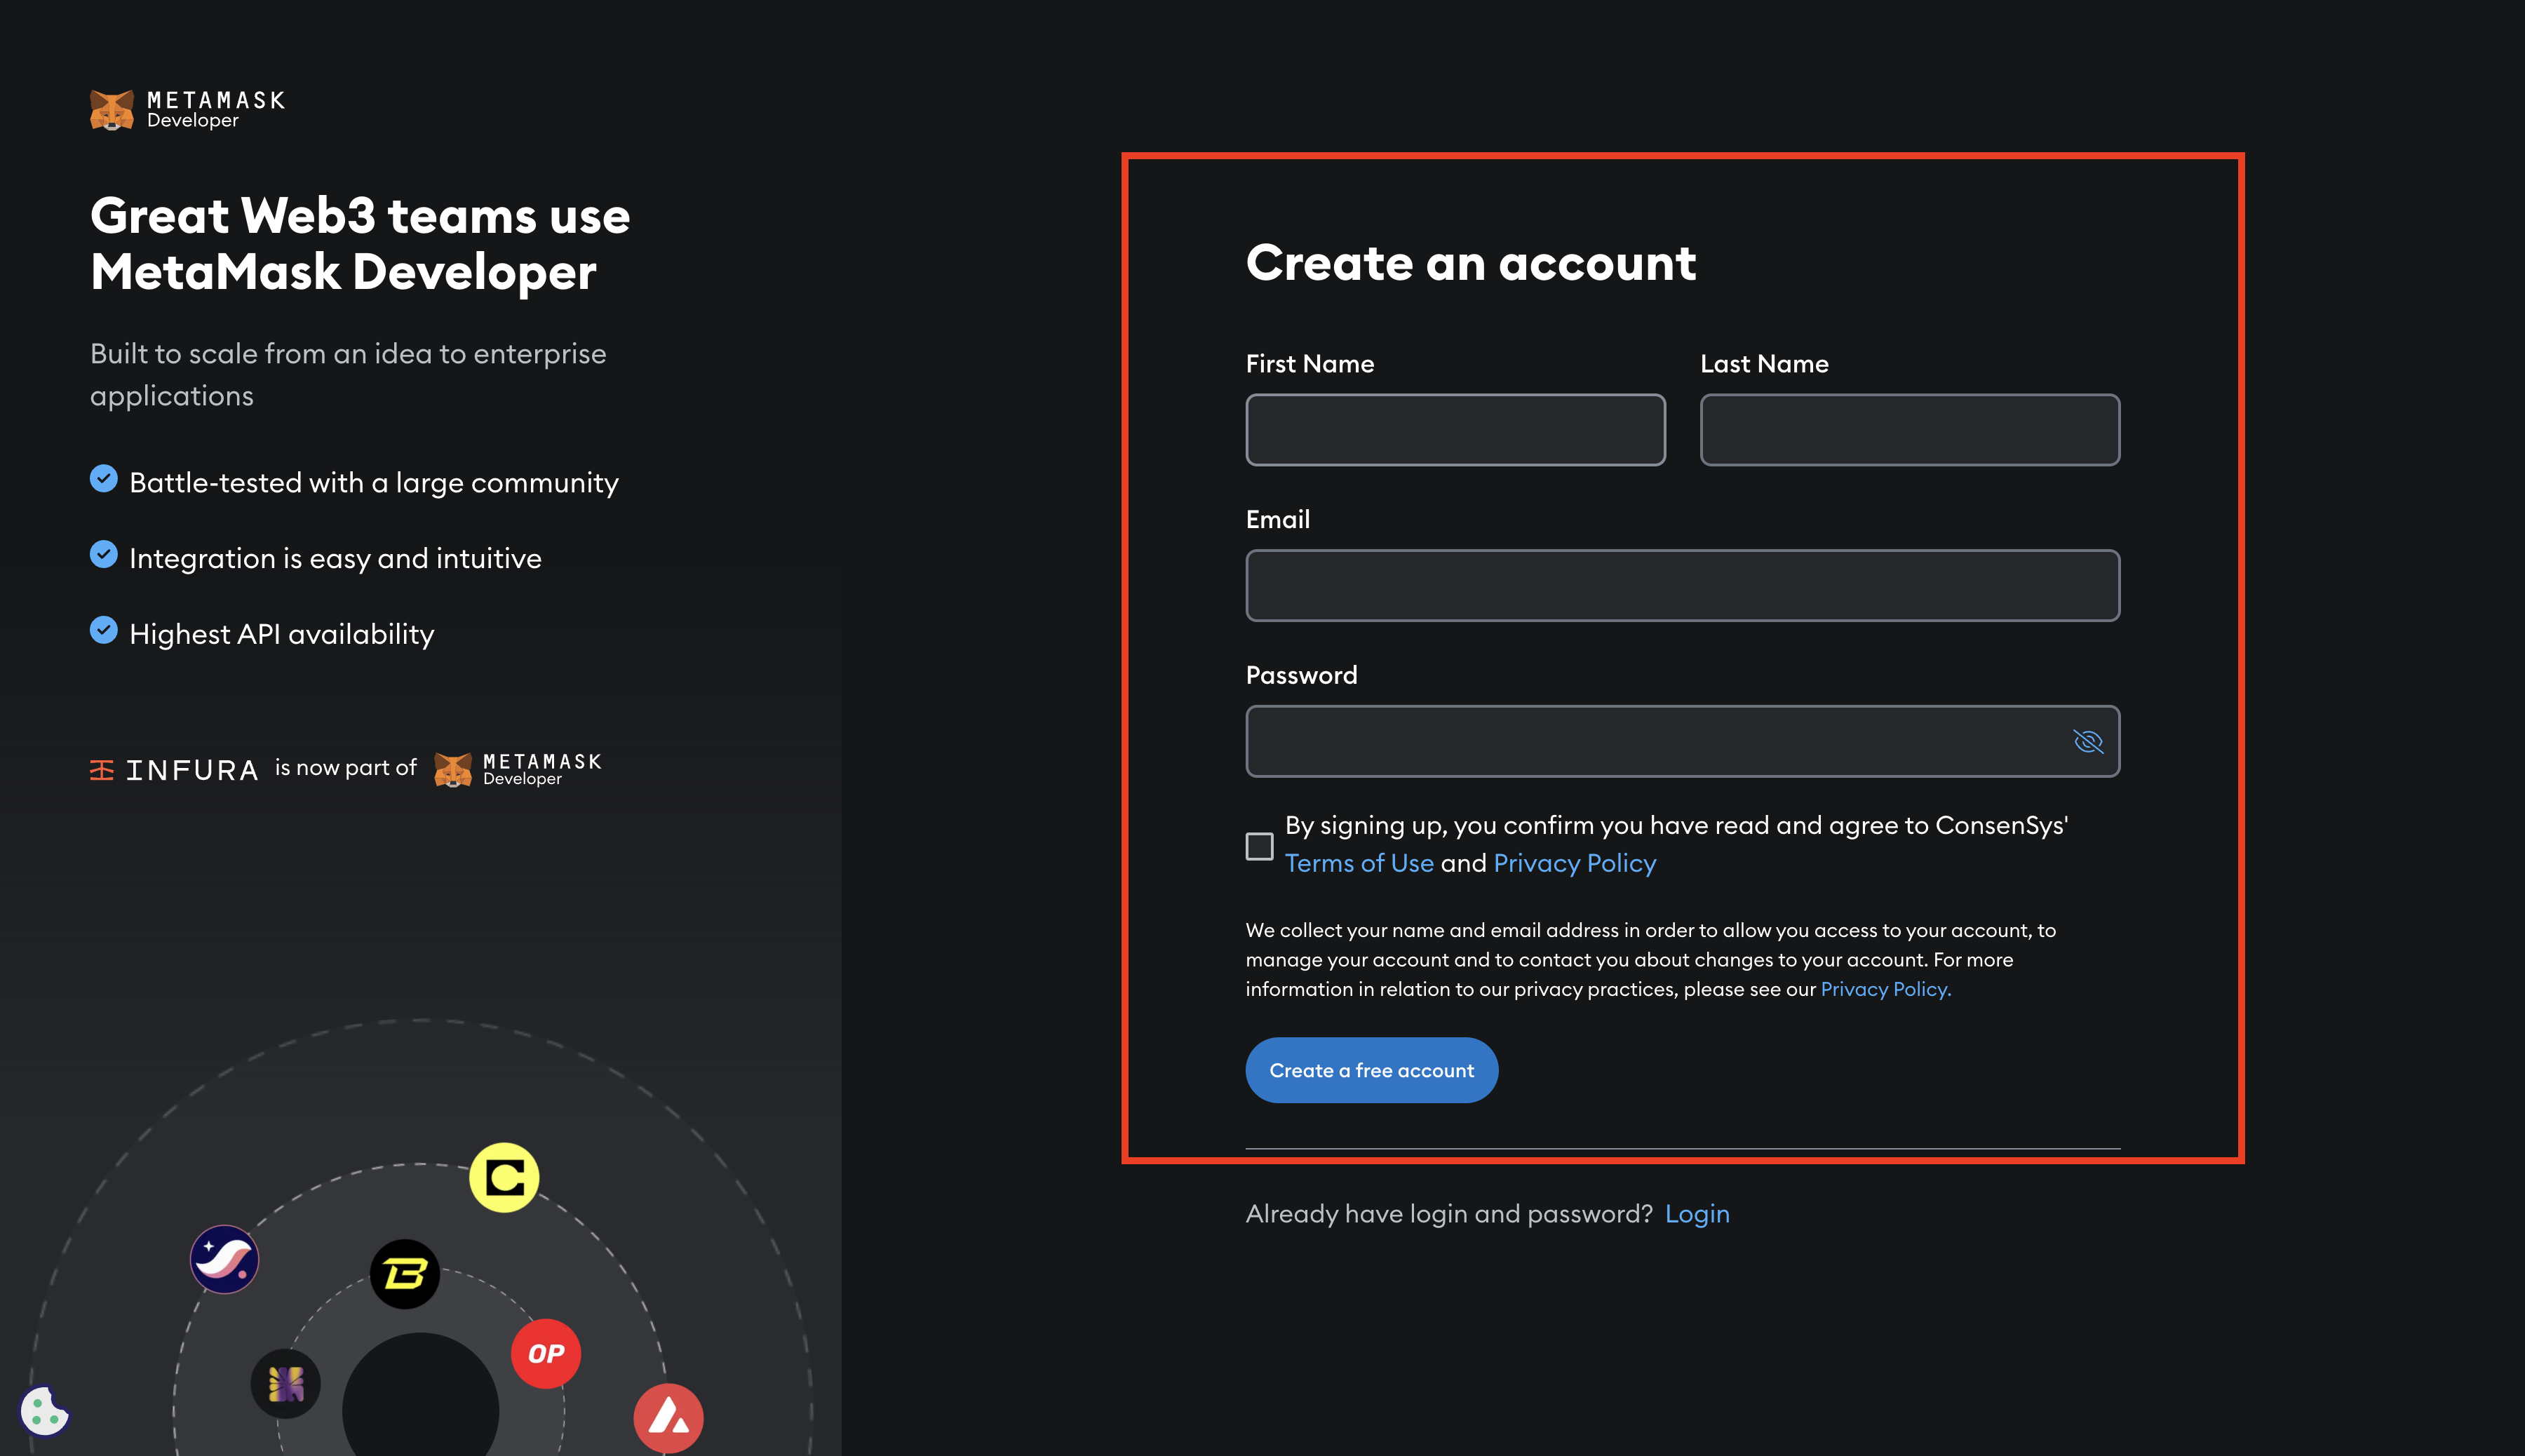 METAMASK
Developer
Great Web3 teams use
MetaMask Developer
Built to scale from an idea to enterprise
applications
Battle-tested with a large community
Integration is easy and intuitive
Highest API availability
INFURA is now part of METAMASK
Developer
C
B
OP
Create an account
First Name Last Name
Email
Password
By signing up, you confirm you have read and agree to ConsenSys'
Terms of Use and Privacy Policy
We collect your name and email address in order to allow you access to your account, to
manage your account and to contact you about changes to your account. For more
information in relation to our privacy practices, please see our Privacy Policy.
Create a free account
Already have login and password? Login